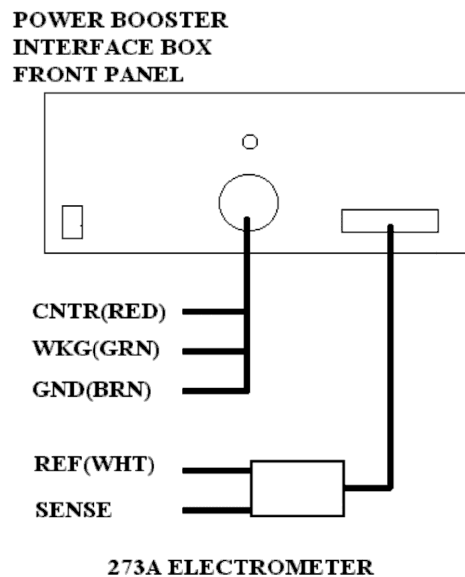 POWER BOOSTER
INTERFACE BOX
FRONT PANEL
CNTR(RED)
WKG(GRN)
GND(BRN)
REF(WHT)
SENSE
273A ELECTROMETER